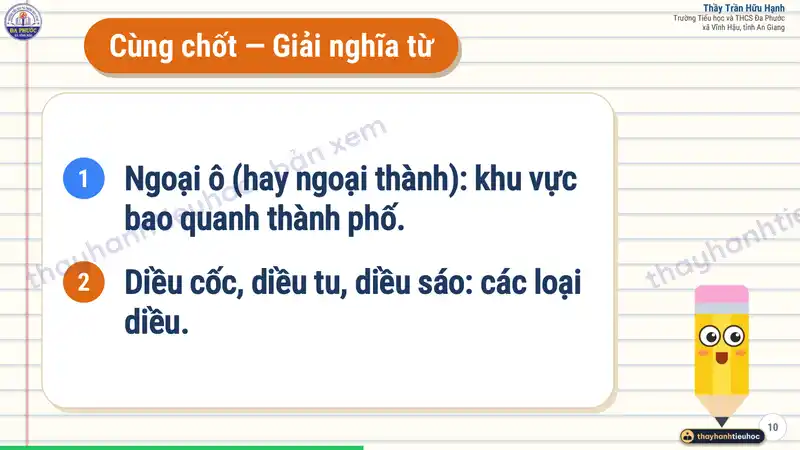 Thầy Trần Hữu Hạnh
Trường Tiểu học và THCS Đa Phước
xã Vĩnh Hậu, tỉnh An Giang
ĐA PHƯỚC
Cùng chốt — Giải nghĩa từ
1 Ngoại ô (hay ngoại thành): khu vực
bao quanh thành phố.
2 Diều cốc, diều tu, diều sáo: các loại
diều.
thayhanhtieuhoc
10